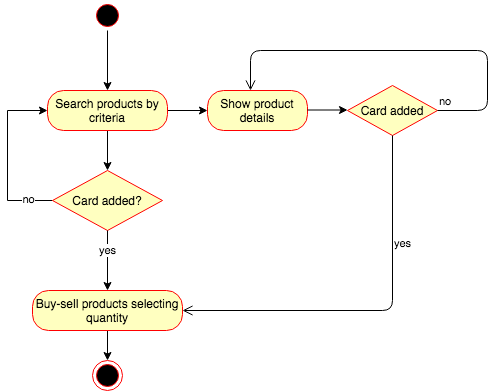 Search products by
criteria
Show product
details
Card added
no
no
Card added?
yes
yes
Buy-sell products selecting
quantity